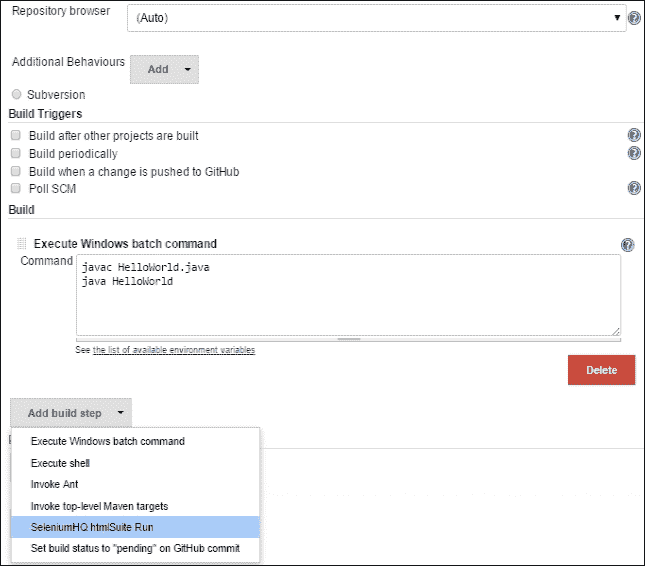 Repository browser
(Auto)
Additional Behaviours
Add
Subversion
Build Triggers
Build after other projects are built
Build periodically
Build when a change is pushed to GitHub
Poll SCM
Build
Execute Windows batch command
Command
javac HelloWorld.java
java HelloWorld
See the list of available environment variables
Delete
Add build step
Execute Windows batch command
Execute shell
Invoke Ant
Invoke top-level Maven targets
SeleniumHQ htmlSuite Run
Set build status to "pending" on GitHub commit